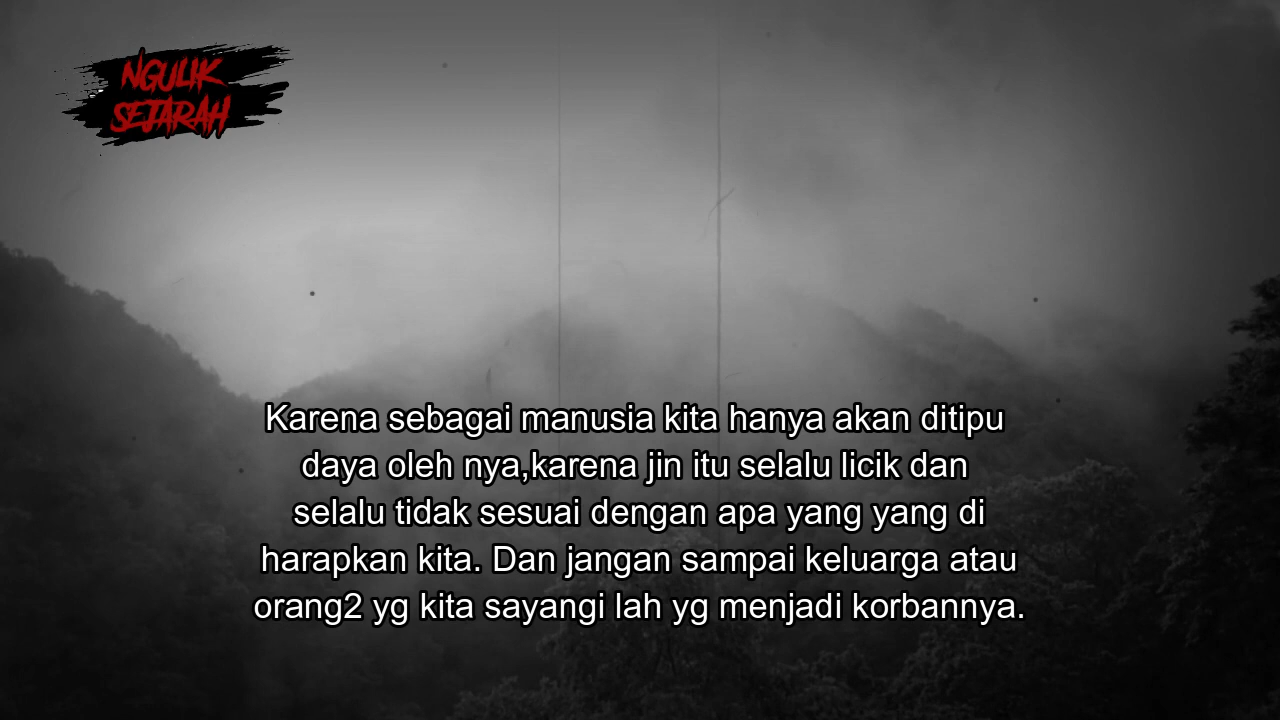 NGULIK
SEJARAH
Karena sebagai manusia kita hanya akan ditipu
daya oleh nya,karena jin itu selalu licik dan
selalu tidak sesuai dengan apa yang yang di
harapkan kita. Dan jangan sampai keluarga atau
orang2 yg kita sayangi lah yg menjadi korbannya.